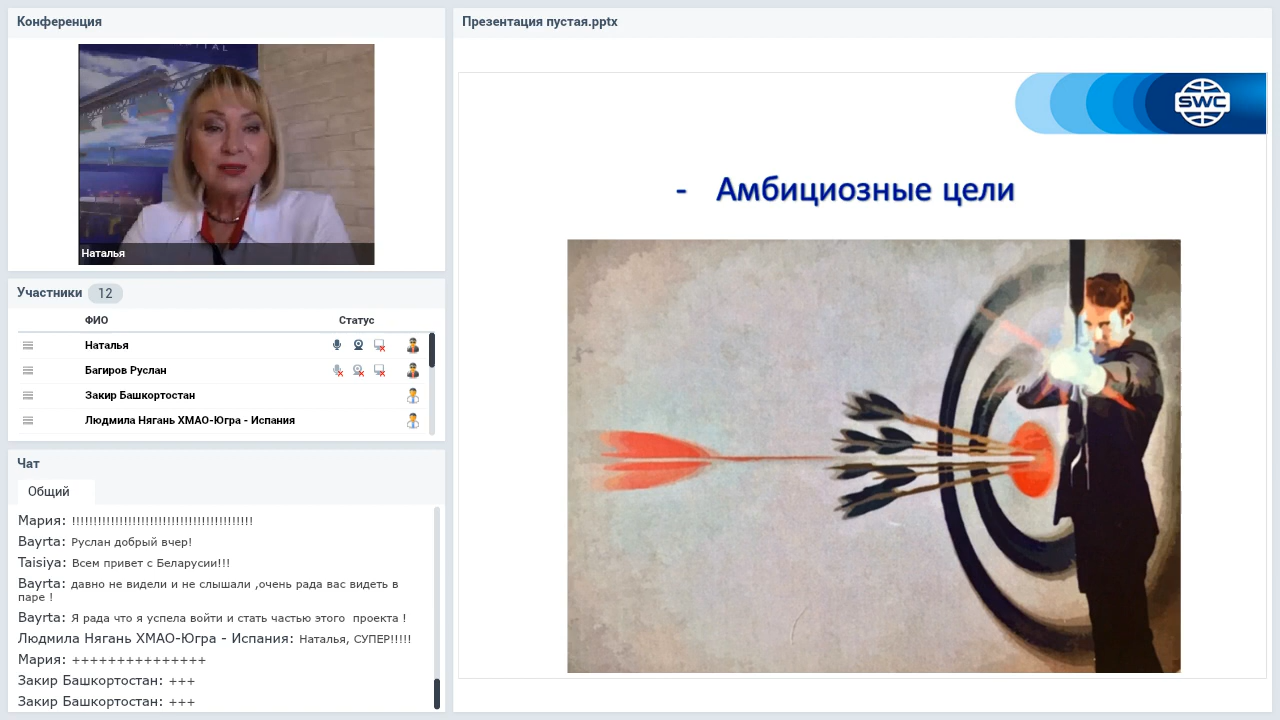 Конференция
ITAL
Наталья
Участники 12
ФИО Статус
Наталья
Багиров Руслан
Закир Башкортостан
Людмила Нягань ХМАО-Югра - Испания
Чат
Общий
Мария: !!!!!!!!!!!!!!!!!!!!!!!!!!!!!!!!!!!!!!!!!!
Bayrta: Руслан добрый вчер!
Taisiya: Всем привет с Беларусии!!!
Bayrta: давно не видели и не слышали ,очень рада вас видеть в
паре !
Bayrta: Я рада что я успела войти и стать частью этого проекта !
Людмила Нягань ХМАО-Югра - Испания: Наталья, СУПЕР!!!!!
Мария: +++++++++++++++
Закир Башкортостан: +++
Закир Башкортостан: +++
Презентация пустая.pptx
SWC
- Амбициозные цели